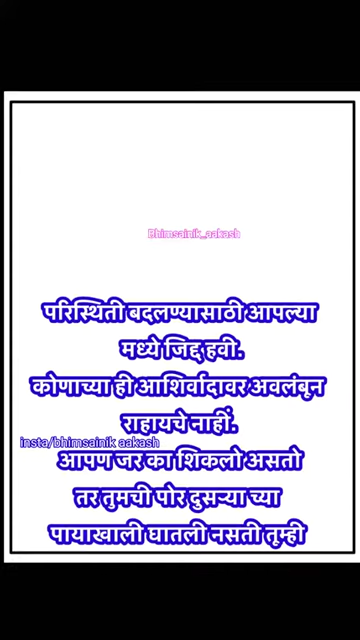 Bhimsainik_aakash
परिस्थिती बदलण्यासाठी आपल्या
मध्ये जिद्द हवी.
कोणाच्या ही आशिर्वादावर अवलंबून
राहायचे नाहीं.
insta/bhimsainik aakash
आपण जर का शिकलो असतो
तर तुमची पोर दुसऱ्या च्या
पायाखाली घातली नसती तूम्ही